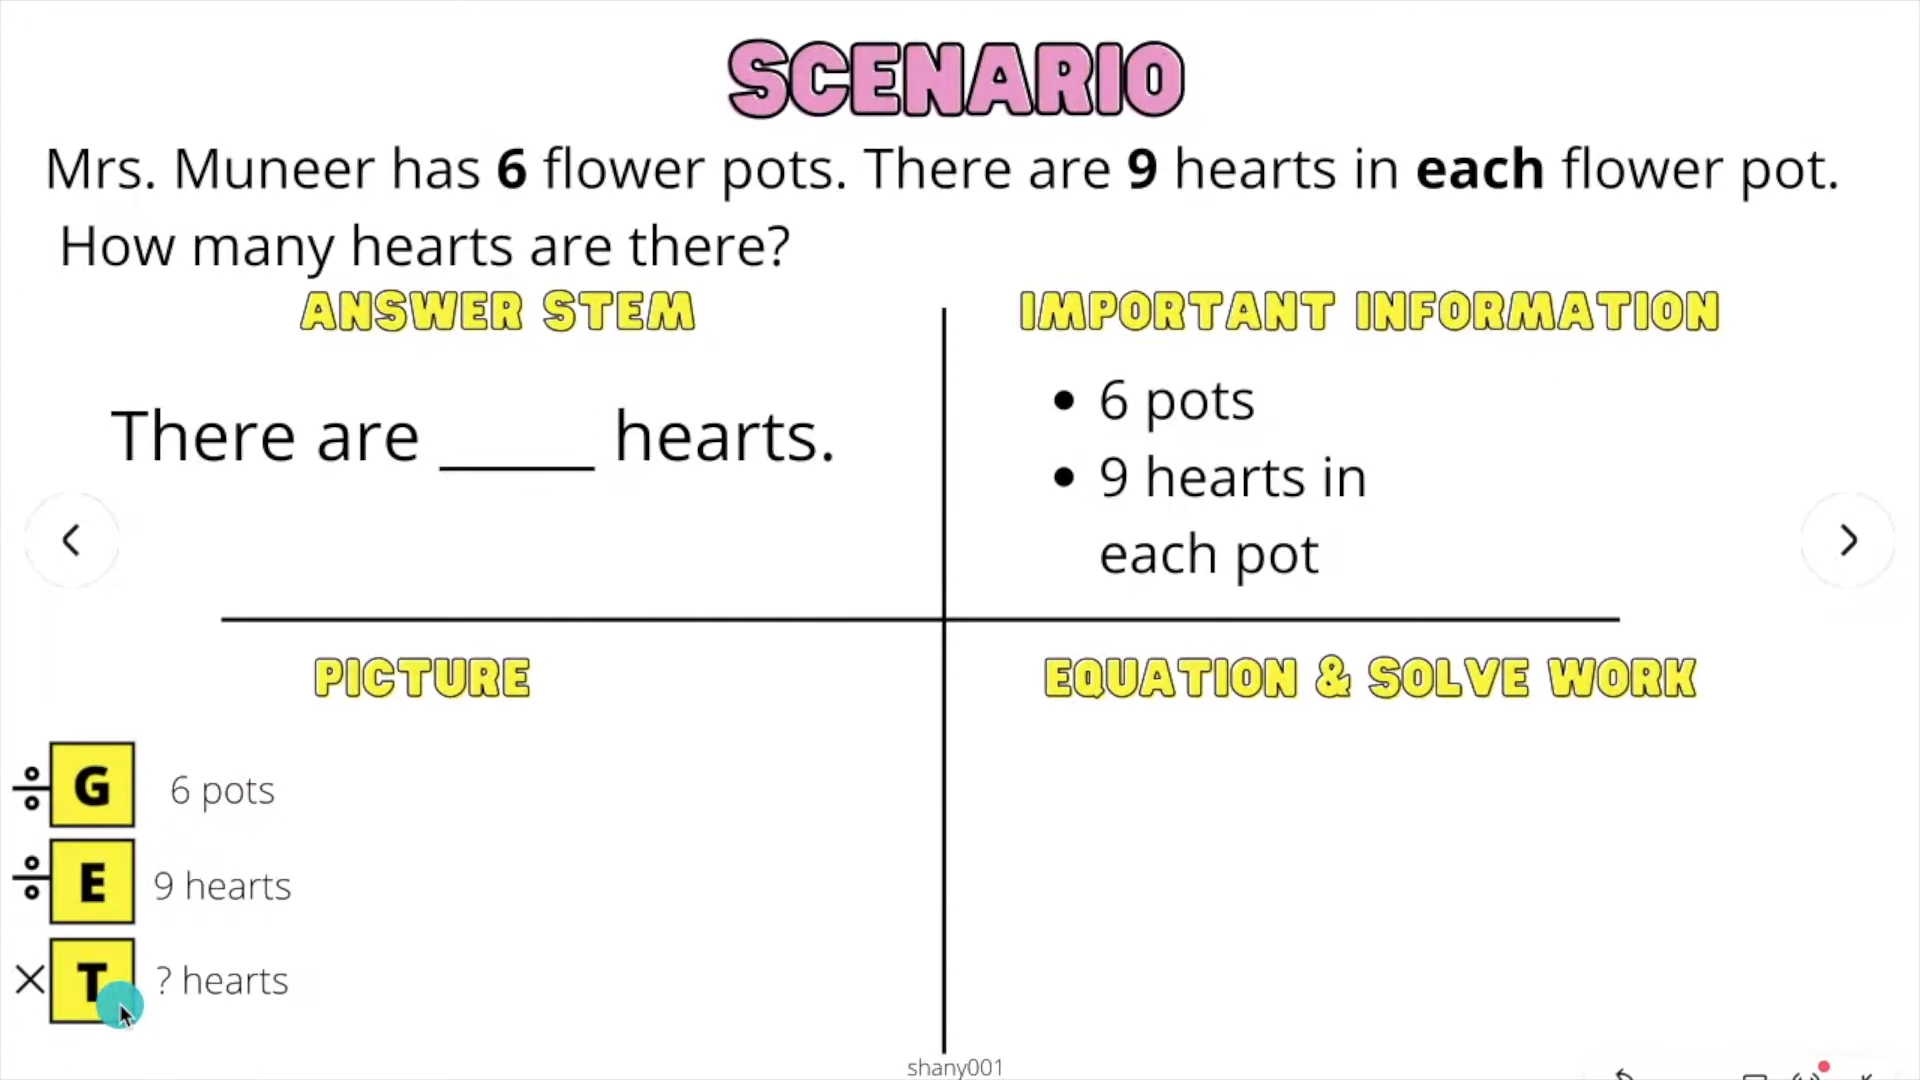 SCENARIO
Mrs. Muneer has 6 flower pots. There are 9 hearts in each flower pot.
How many hearts are there?
ANSWER STEM
There are _____ hearts.
IMPORTANT INFORMATION
• 6 pots
• 9 hearts in
each pot
PICTURE
÷ G 6 pots
÷ E 9 hearts
× T ? hearts
EQUATION & SOLVE WORK
shany001